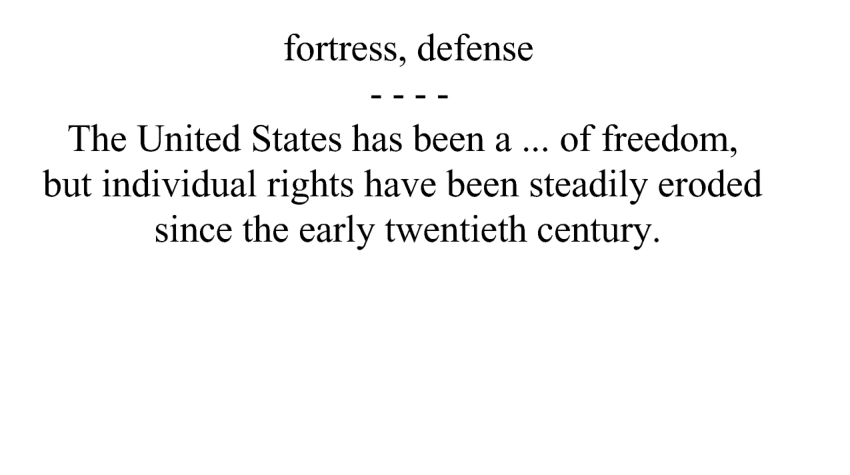 fortress, defense
- - - -
The United States has been a ... of freedom,
but individual rights have been steadily eroded
since the early twentieth century.